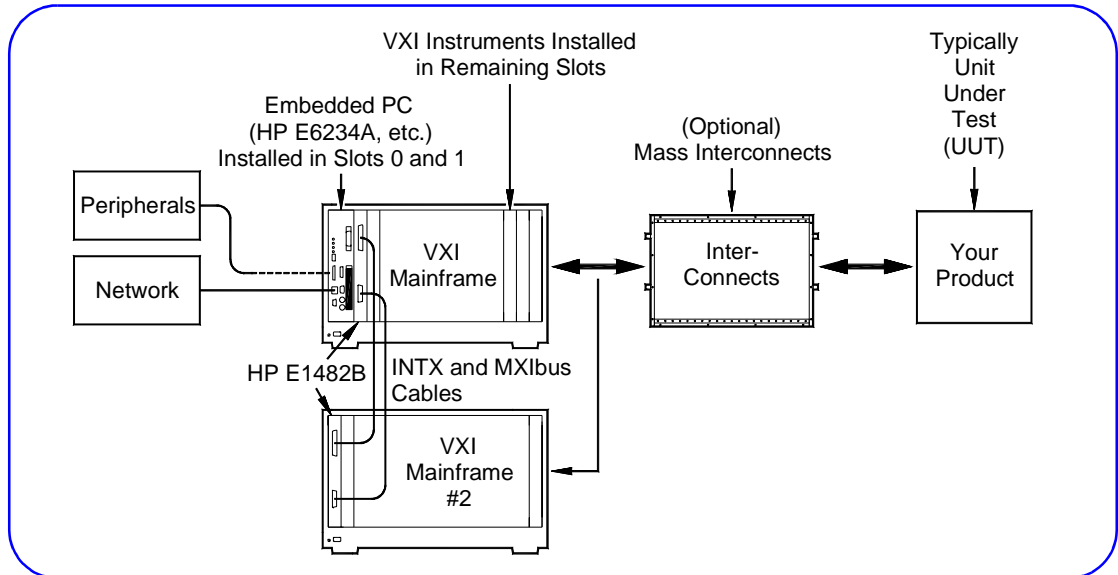 VXI Instruments Installed
in Remaining Slots
Typically
Unit
Under
Test
(UUT)
Embedded PC
(HP E6234A, etc.)
Installed in Slots 0 and 1
(Optional)
Mass Interconnects
Peripherals
Network
VXI
Mainframe
Inter-
Connects
Your
Product
HP E1482B
INTX and MXIbus
Cables
VXI
Mainframe
#2